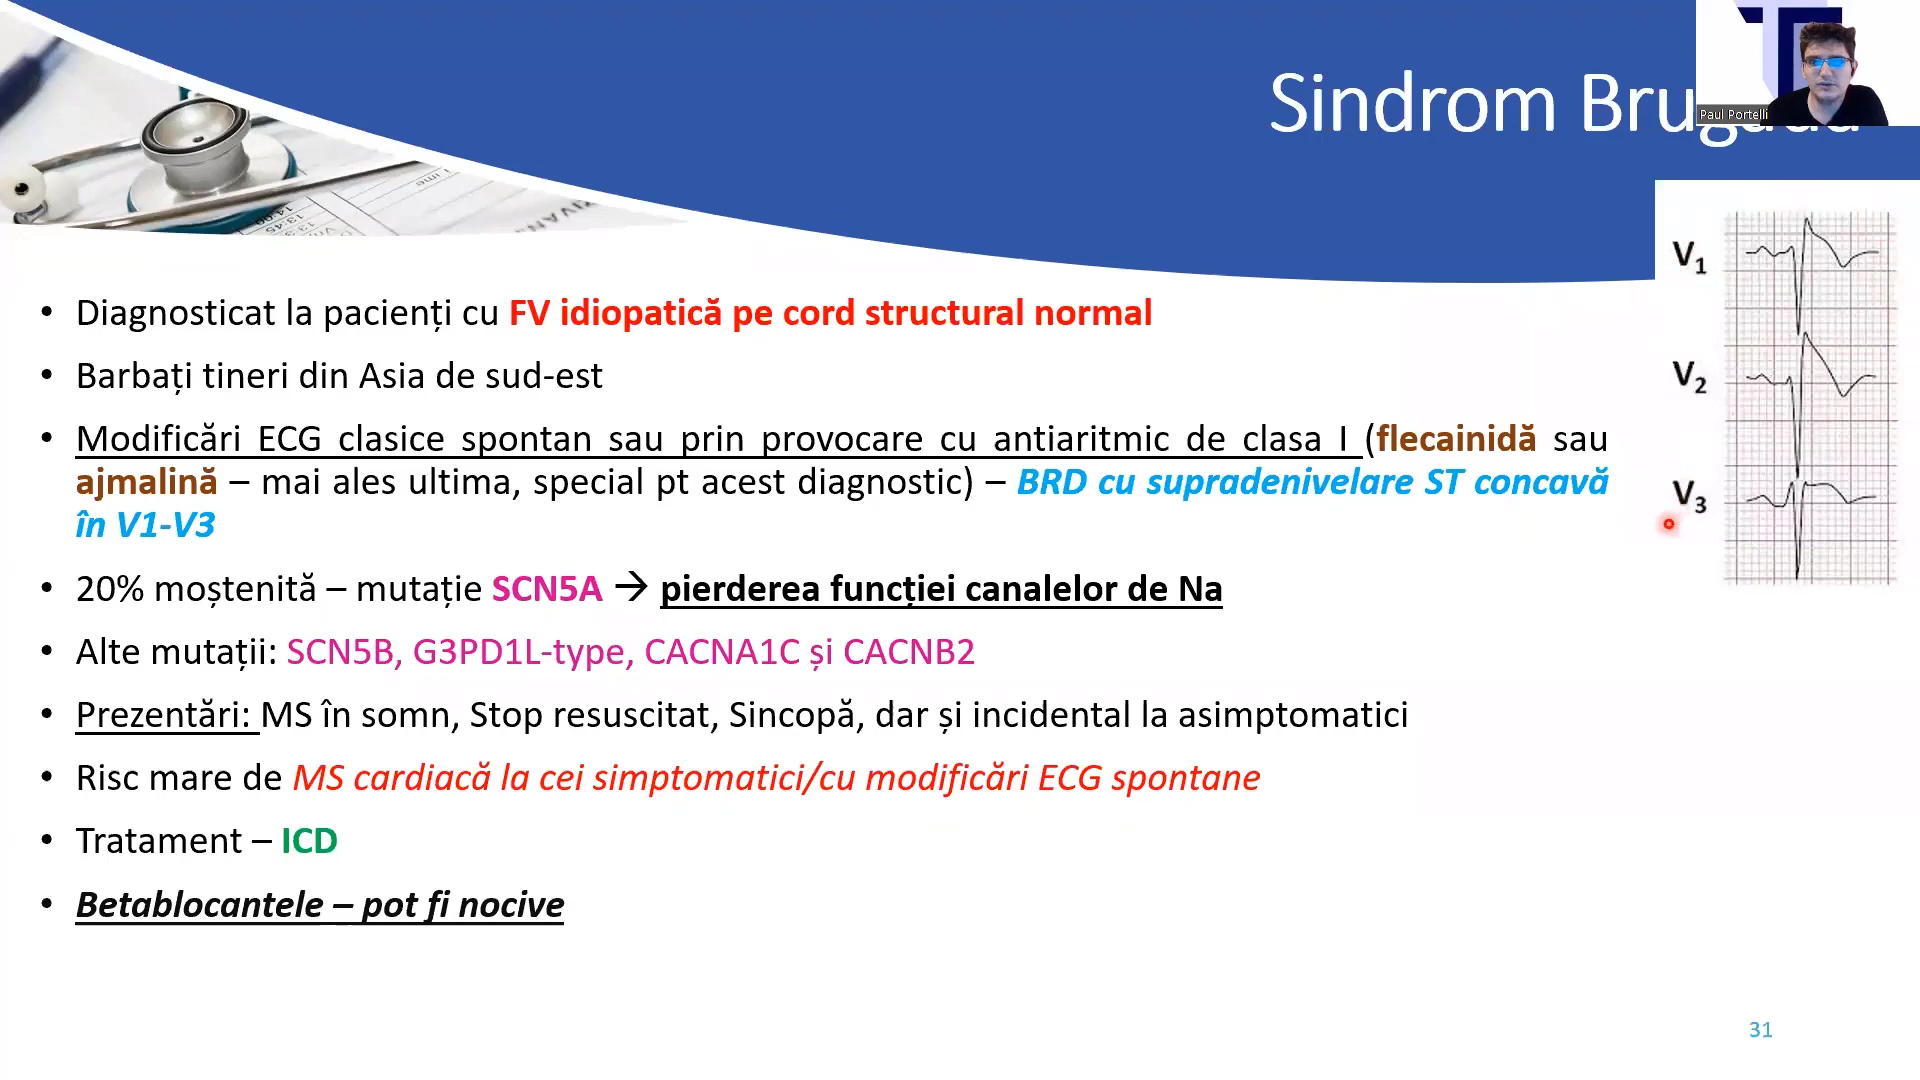 Sindrom Brugada
Paul Portelli
V1
V2
V3
• Diagnosticat la pacienți cu FV idiopatică pe cord structural normal
• Barbați tineri din Asia de sud-est
• Modificări ECG clasice spontan sau prin provocare cu antiaritmic de clasa I (flecainidă sau
ajmalină – mai ales ultima, special pt acest diagnostic) – BRD cu supradenivelare ST concavă
în V1-V3
• 20% moștenită – mutație SCN5A → pierderea funcției canalelor de Na
• Alte mutații: SCN5B, G3PD1L-type, CACNA1C și CACNB2
• Prezentări: MS în somn, Stop resuscitat, Sincopă, dar și incidental la asimptomatici
• Risc mare de MS cardiacă la cei simptomatici/cu modificări ECG spontane
• Tratament – ICD
• Betablocantele – pot fi nocive
31